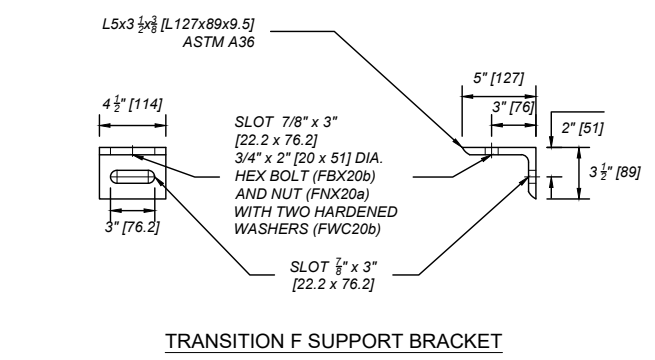 L5x3 1/2x3/8 [L127x89x9.5]
ASTM A36
4 1/2" [114]
3" [76.2]
SLOT 7/8" x 3"
[22.2 x 76.2]
3/4" x 2" [20 x 51] DIA.
HEX BOLT (FBX20b)
AND NUT (FNX20a)
WITH TWO HARDENED
WASHERS (FWC20b)
SLOT 7/8" x 3"
[22.2 x 76.2]
5" [127]
3" [76]
2" [51]
3 1/2" [89]
TRANSITION F SUPPORT BRACKET